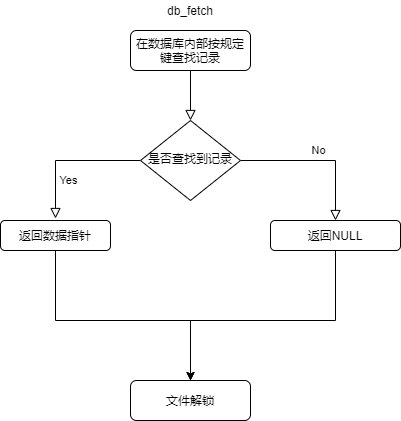 db_fetch
在数据库内部按规定
键查找记录
是否查找到记录
No
Yes
返回数据指针
返回NULL
文件解锁